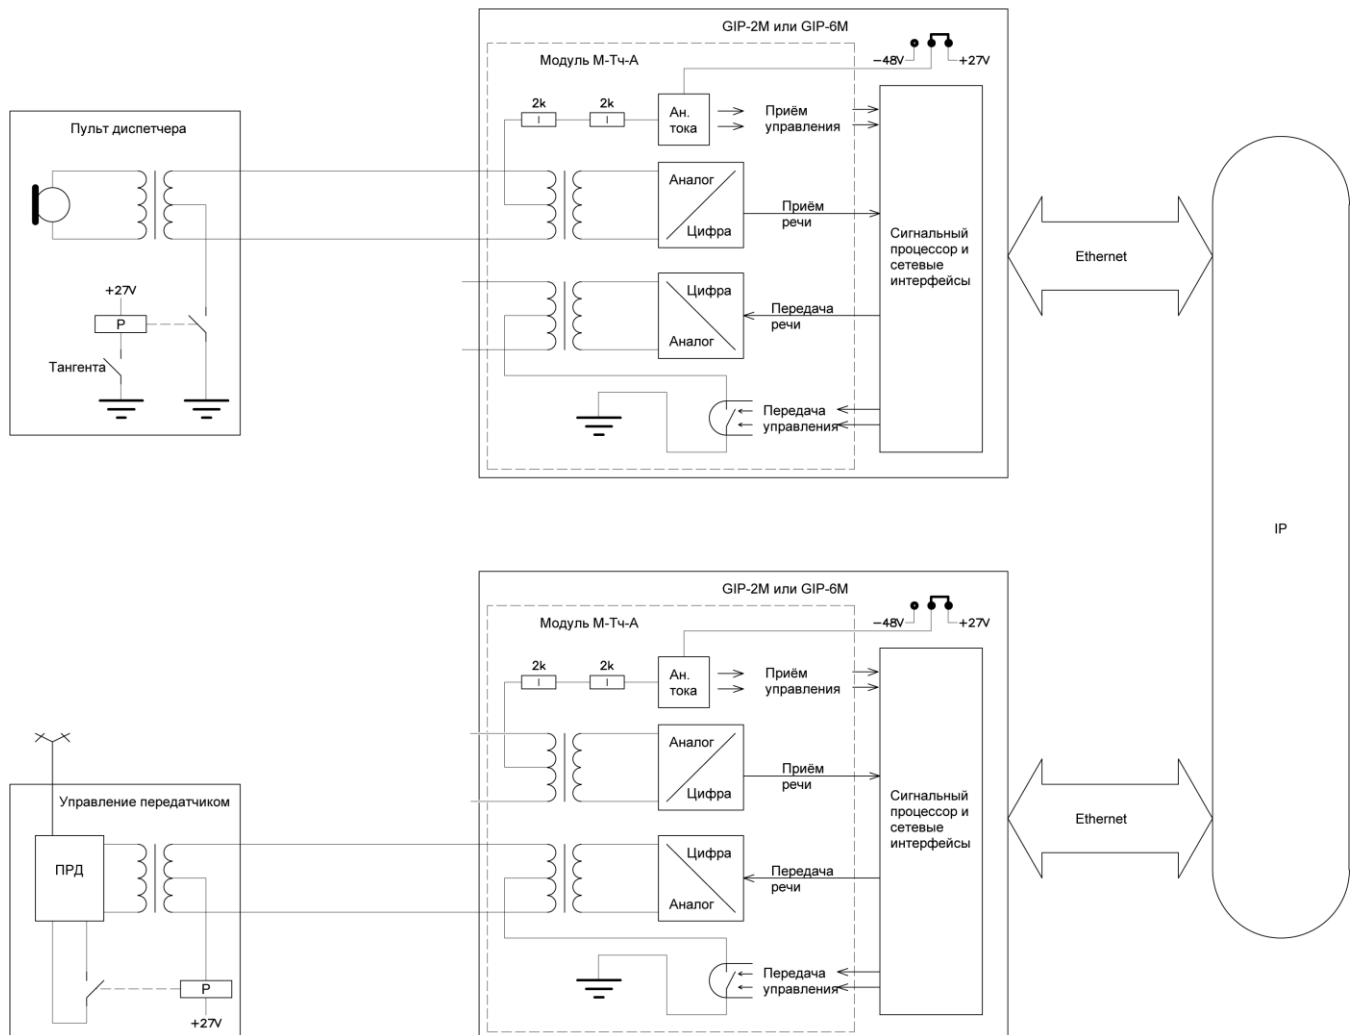 GIP-2M или GIP-6M
Модуль М-Тч-А
−48V
+27V
2k
2k
Ан.
тока
Приём
управления
Пульт диспетчера
Аналог
Цифра
Приём
речи
Сигнальный
процессор и
сетевые
интерфейсы
Ethernet
+27V
P
Тангента
Цифра
Аналог
Передача
речи
Передача
управления
IP
GIP-2M или GIP-6M
Модуль М-Тч-А
−48V
+27V
2k
2k
Ан.
тока
Приём
управления
Аналог
Цифра
Приём
речи
Сигнальный
процессор и
сетевые
интерфейсы
Ethernet
Управление передатчиком
ПРД
Цифра
Аналог
Передача
речи
Передача
управления
P
+27V